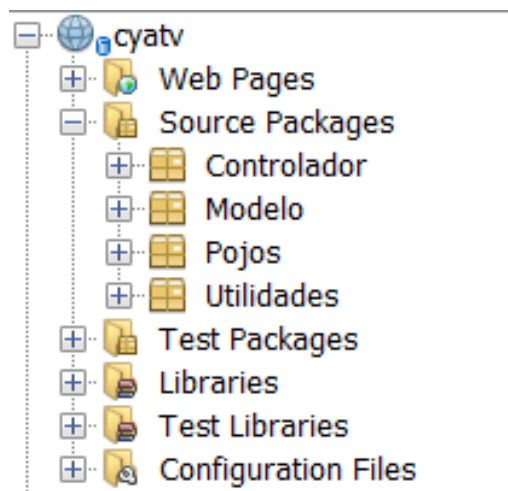 cyatv
Web Pages
Source Packages
Controlador
Modelo
Pojos
Utilidades
Test Packages
Libraries
Test Libraries
Configuration Files